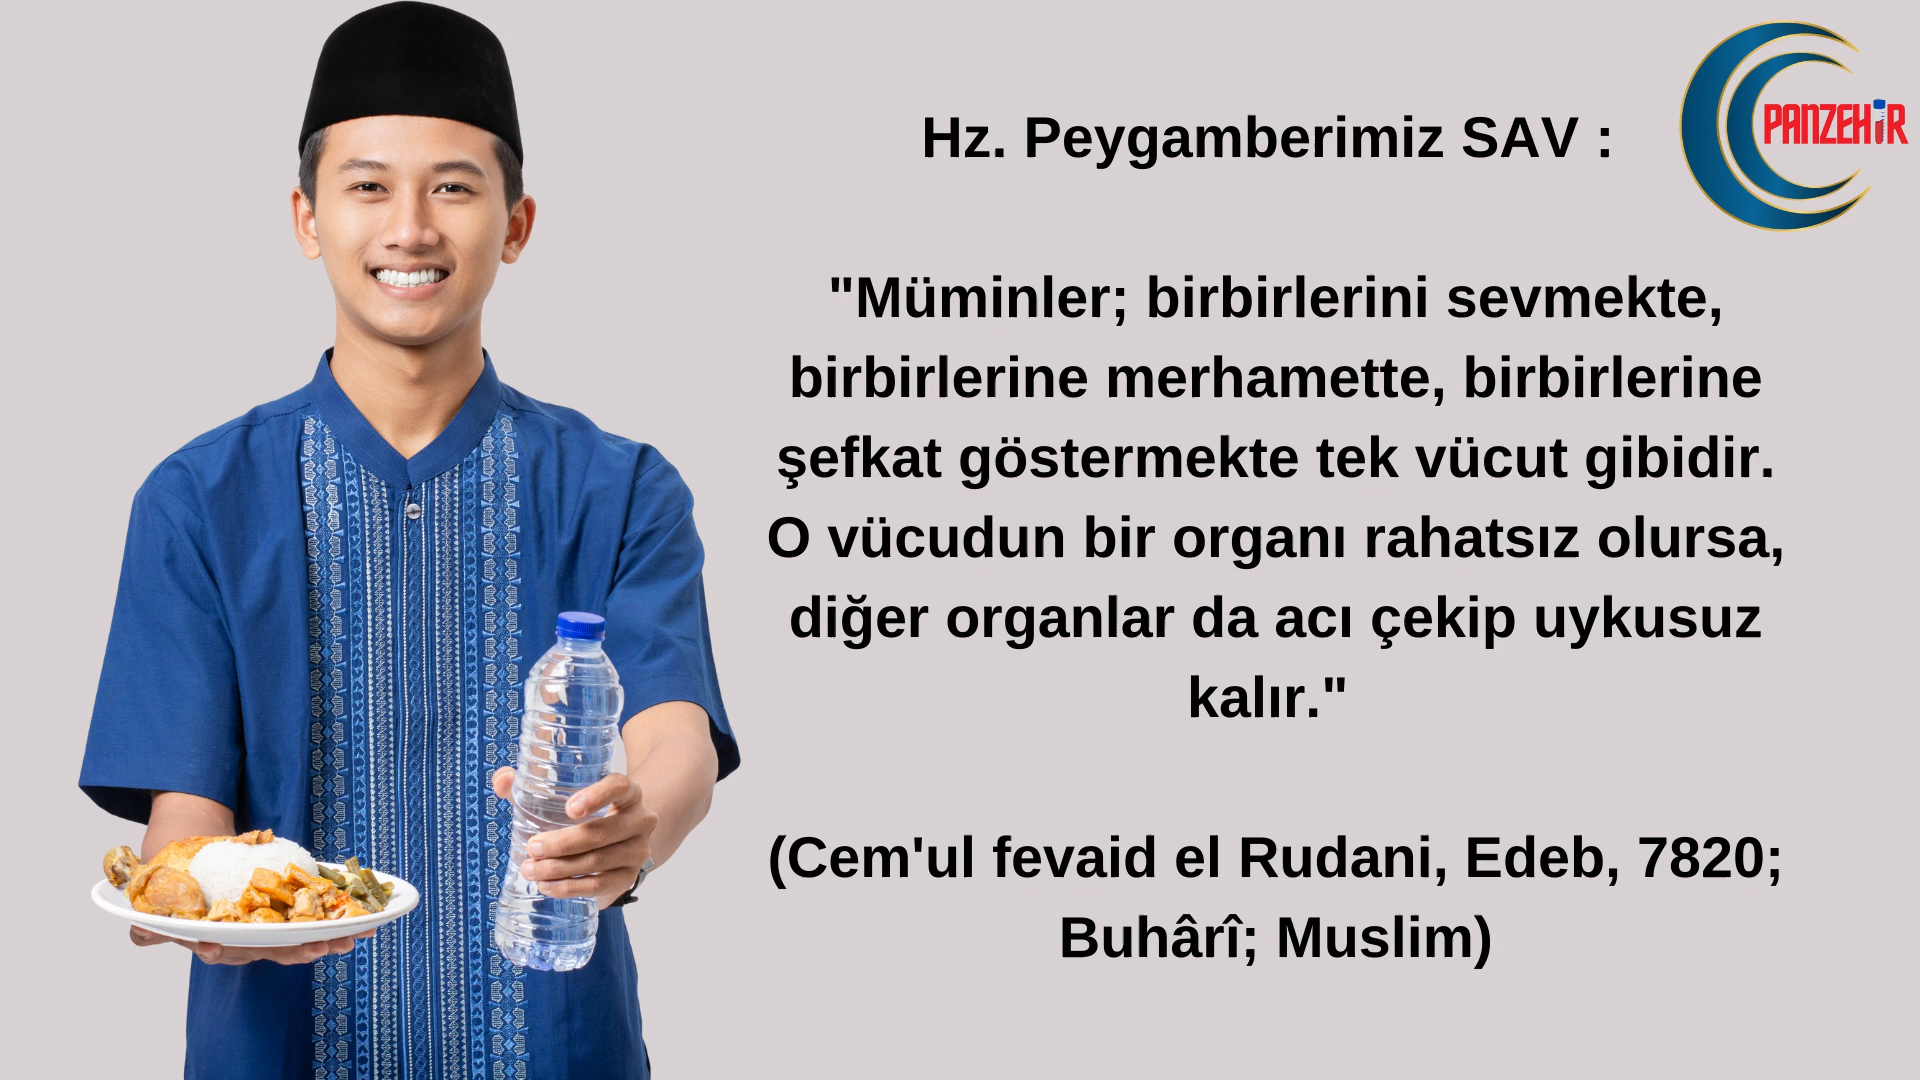 PANZEHİR
Hz. Peygamberimiz SAV :
"Müminler; birbirlerini sevmekte,
birbirlerine merhamette, birbirlerine
şefkat göstermekte tek vücut gibidir.
O vücudun bir organı rahatsız olursa,
diğer organlar da acı çekip uykusuz
kalır."
(Cem'ul fevaid el Rudani, Edeb, 7820;
Buhârî; Muslim)